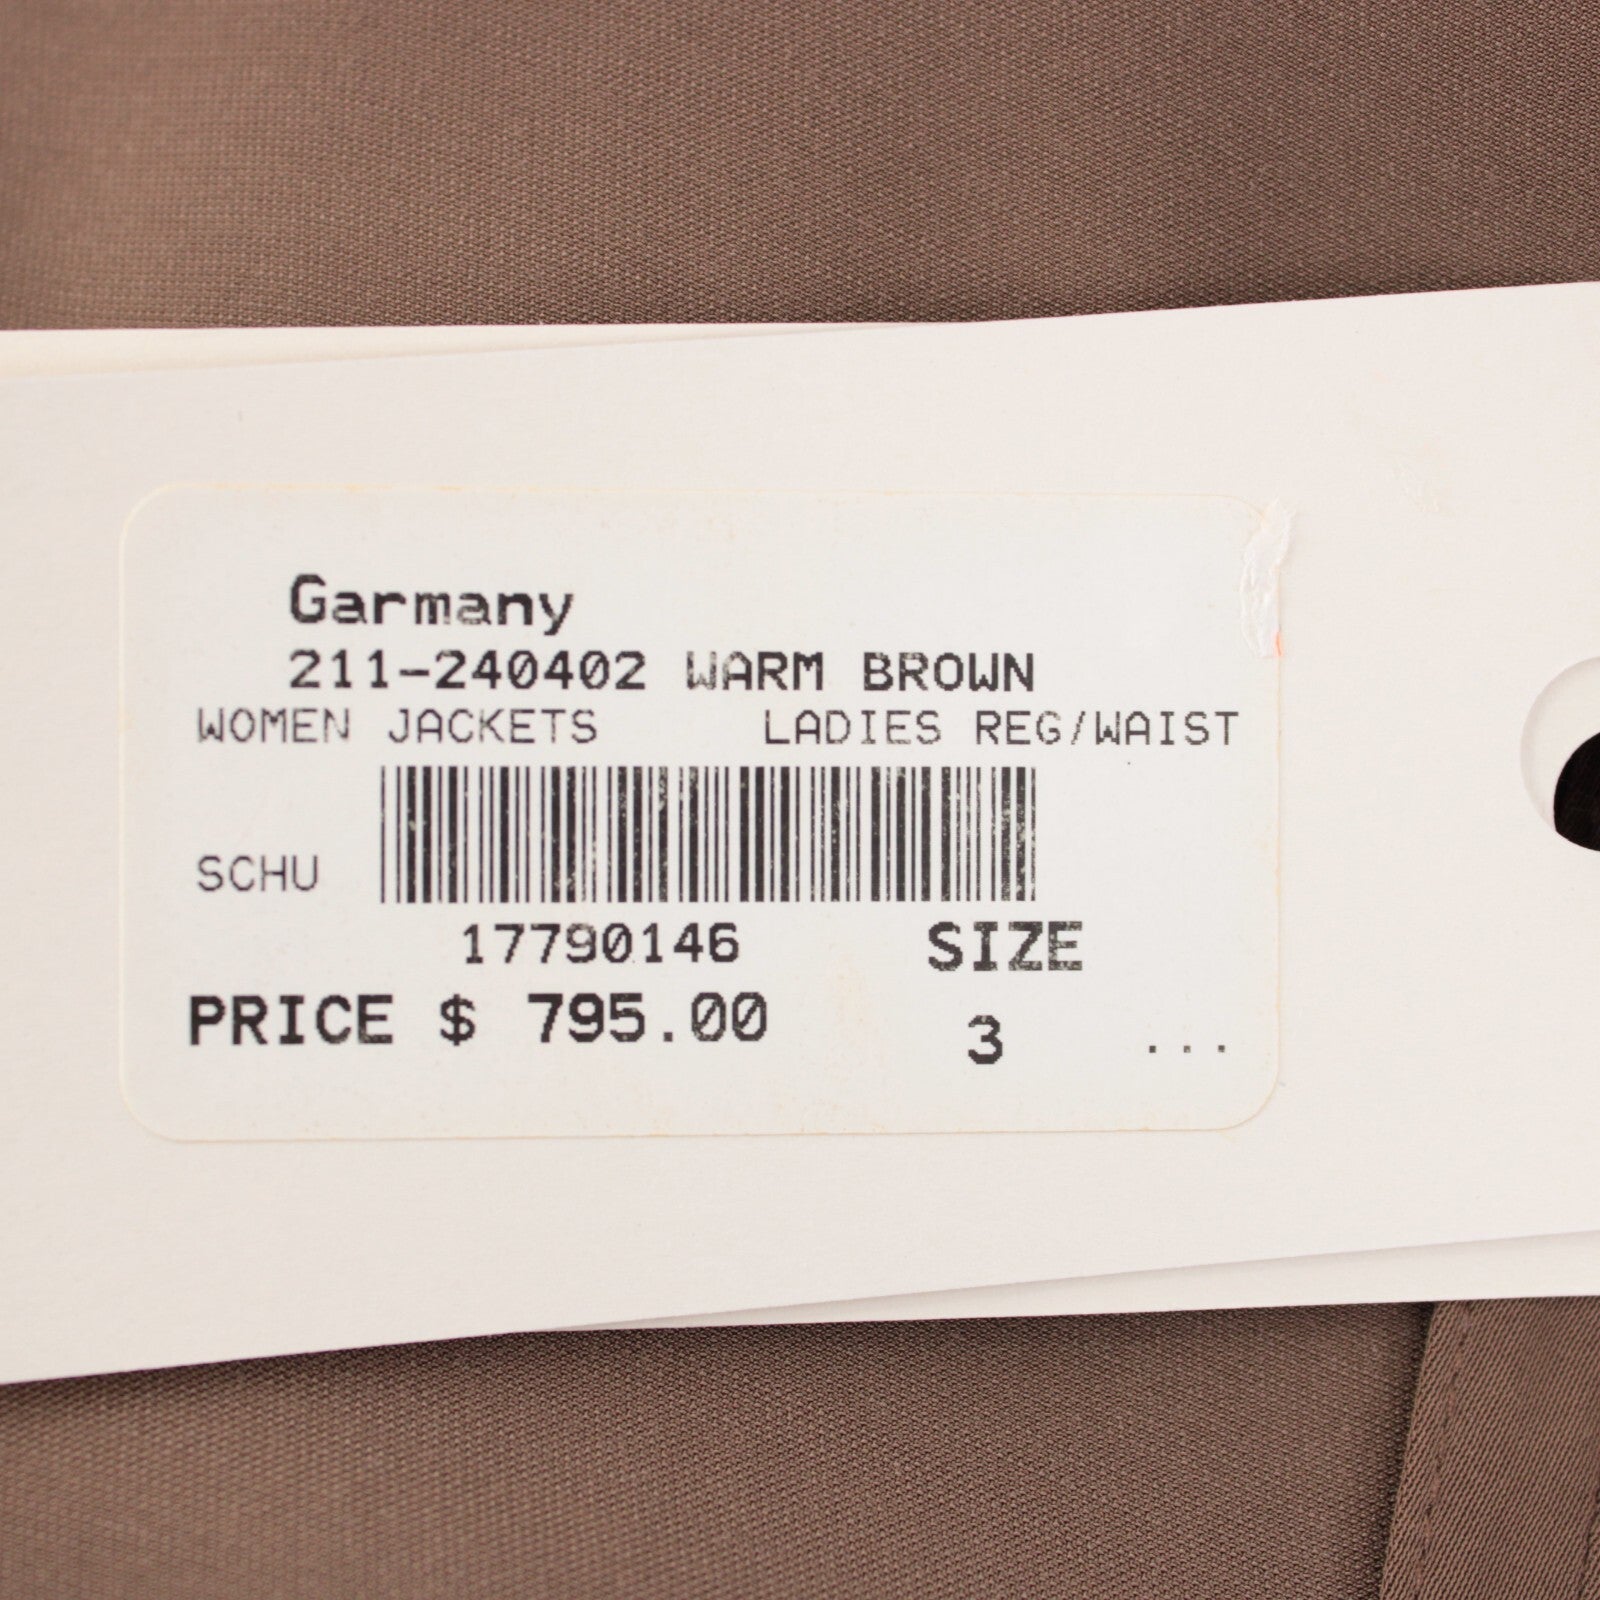 Garmany
211-240402 WARM BROWN
WOMEN JACKETS LADIES REG/WAIST
SCHU
17790146 SIZE
PRICE $ 795.00 3 ...